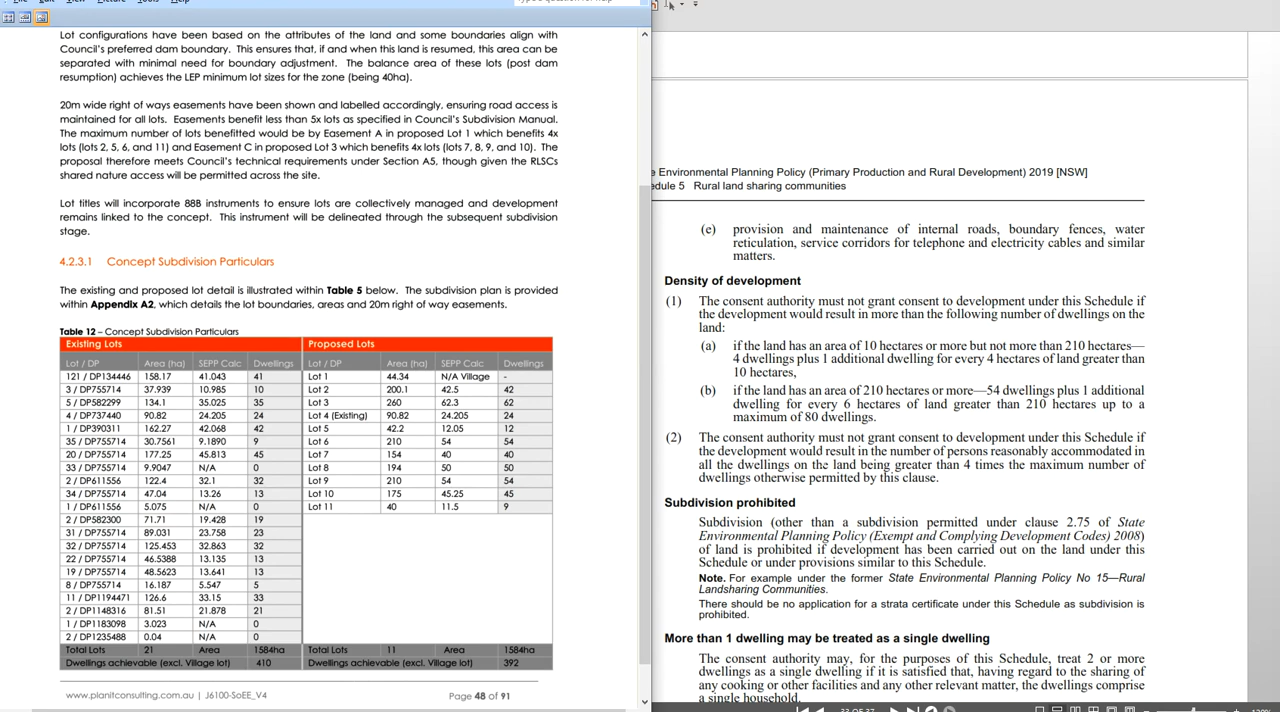 File Edit View Picture Tools Help
Lot configurations have been based on the attributes of the land and some boundaries align with
Council's preferred dam boundary. This ensures that, if and when this land is resumed, this area can be
separated with minimal need for boundary adjustment. The balance area of these lots (post dam
resumption) achieves the LEP minimum lot sizes for the zone (being 40ha).
20m wide right of ways easements have been shown and labelled accordingly, ensuring road access is
maintained for all lots. Easements benefit less than 5x lots as specified in Council's Subdivision Manual.
The maximum number of lots benefitted would be by Easement A in proposed Lot 1 which benefits 4x
lots (lots 2, 5, 6, and 11) and Easement C in proposed Lot 3 which benefits 4x lots (lots 7, 8, 9, and 10). The
proposal therefore meets Council's technical requirements under Section A5, though given the RLSCs
shared nature access will be permitted across the site.
Lot titles will incorporate 88B instruments to ensure lots are collectively managed and development
remains linked to the concept. This instrument will be delineated through the subsequent subdivision
stage.
4.2.3.1 Concept Subdivision Particulars
The existing and proposed lot detail is illustrated within Table 5 below. The subdivision plan is provided
within Appendix A2, which details the lot boundaries, areas and 20m right of way easements.
Table 12 – Concept Subdivision Particulars
Existing Lots Proposed Lots
Lot / DP Area (ha) SEPP Calc Dwellings Lot / DP Area (ha) SEPP Calc Dwellings
121 / DP134446 158.17 41.043 41 Lot 1 44.34 N/A Village -
3 / DP755714 37.939 10.985 10 Lot 2 200.1 42.5 42
5 / DP582299 134.1 35.025 35 Lot 3 260 62.3 62
4 / DP737440 90.82 24.205 24 Lot 4 (Existing) 90.82 24.205 24
1 / DP390311 162.27 42.068 42 Lot 5 42.2 12.05 12
35 / DP755714 30.7561 9.1890 9 Lot 6 210 54 54
20 / DP755714 177.25 45.813 45 Lot 7 154 40 40
33 / DP755714 9.9047 N/A 0 Lot 8 194 50 50
2 / DP611556 122.4 32.1 32 Lot 9 210 54 54
34 / DP755714 47.04 13.26 13 Lot 10 175 45.25 45
1 / DP611556 5.075 N/A 0 Lot 11 40 11.5 9
2 / DP582300 71.71 19.428 19
31 / DP755714 89.031 23.758 23
32 / DP755714 125.453 32.863 32
22 / DP755714 46.5388 13.135 13
19 / DP755714 48.5623 13.641 13
8 / DP755714 16.187 5.547 5
11 / DP1194471 126.6 33.15 33
2 / DP1148316 81.51 21.878 21
1 / DP1183098 3.023 N/A 0
2 / DP1235488 0.04 N/A 0
Total Lots 21 Area 1584ha Total Lots 11 Area 1584ha
Dwellings achievable (excl. Village lot) 410 Dwellings achievable (excl. Village lot) 392
www.planitconsulting.com.au | J6100-SoEE_V4 Page 48 of 91
e Environmental Planning Policy (Primary Production and Rural Development) 2019 [NSW]
edule 5 Rural land sharing communities
(e) provision and maintenance of internal roads, boundary fences, water
reticulation, service corridors for telephone and electricity cables and similar
matters.
Density of development
(1) The consent authority must not grant consent to development under this Schedule if
the development would result in more than the following number of dwellings on the
land:
(a) if the land has an area of 10 hectares or more but not more than 210 hectares—
4 dwellings plus 1 additional dwelling for every 4 hectares of land greater than
10 hectares,
(b) if the land has an area of 210 hectares or more—54 dwellings plus 1 additional
dwelling for every 6 hectares of land greater than 210 hectares up to a
maximum of 80 dwellings.
(2) The consent authority must not grant consent to development under this Schedule if
the development would result in the number of persons reasonably accommodated in
all the dwellings on the land being greater than 4 times the maximum number of
dwellings otherwise permitted by this clause.
Subdivision prohibited
Subdivision (other than a subdivision permitted under clause 2.75 of State
Environmental Planning Policy (Exempt and Complying Development Codes) 2008)
of land is prohibited if development has been carried out on the land under this
Schedule or under provisions similar to this Schedule.
Note. For example under the former State Environmental Planning Policy No 15—Rural
Landsharing Communities.
There should be no application for a strata certificate under this Schedule as subdivision is
prohibited.
More than 1 dwelling may be treated as a single dwelling
The consent authority may, for the purposes of this Schedule, treat 2 or more
dwellings as a single dwelling if it is satisfied that, having regard to the sharing of
any cooking or other facilities and any other relevant matter, the dwellings comprise
a single household.
33 OF 37